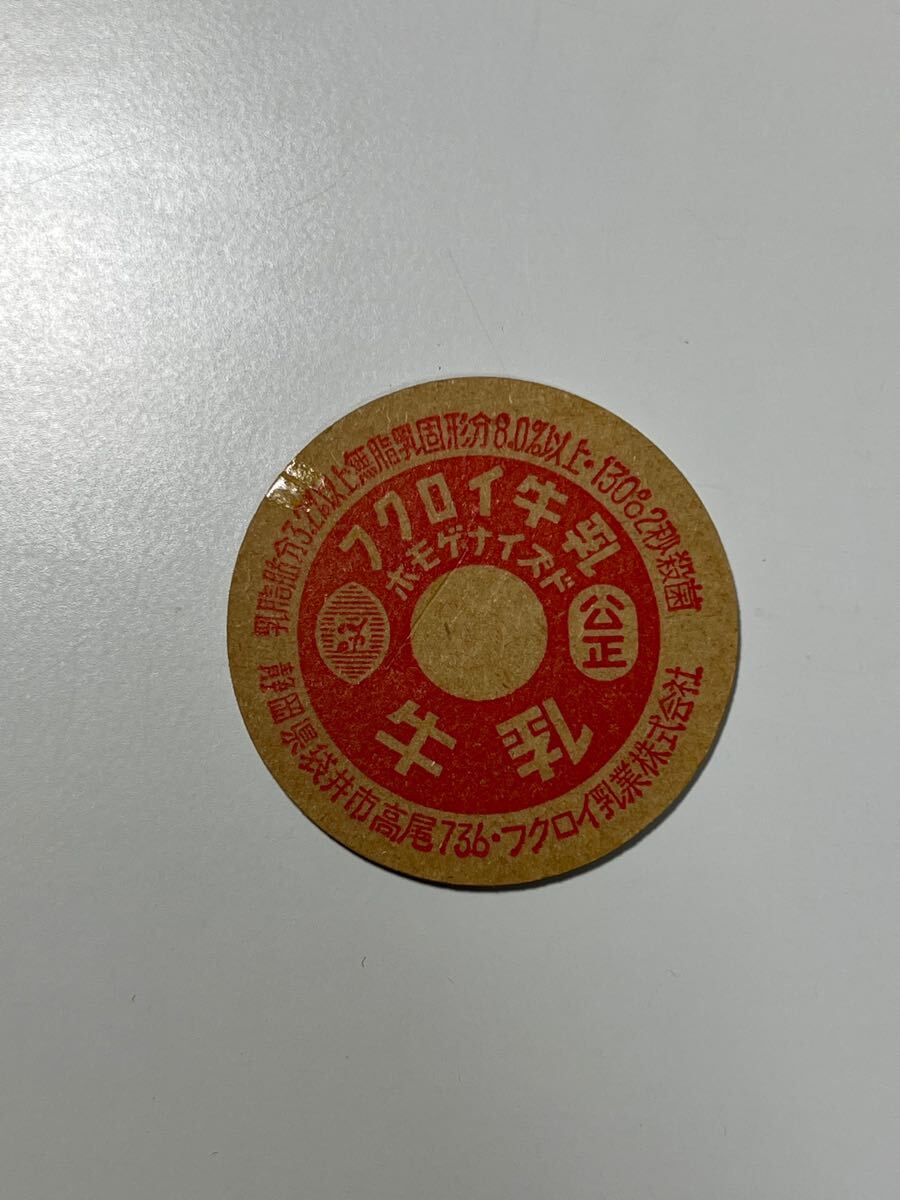 乳脂肪分3.2%以上無脂乳固形分8.0%以上・130°2秒殺菌
フクロイ牛乳
ホモゲナイズド
公正
牛
静岡県袋井市高尾736・フクロイ乳業株式会社